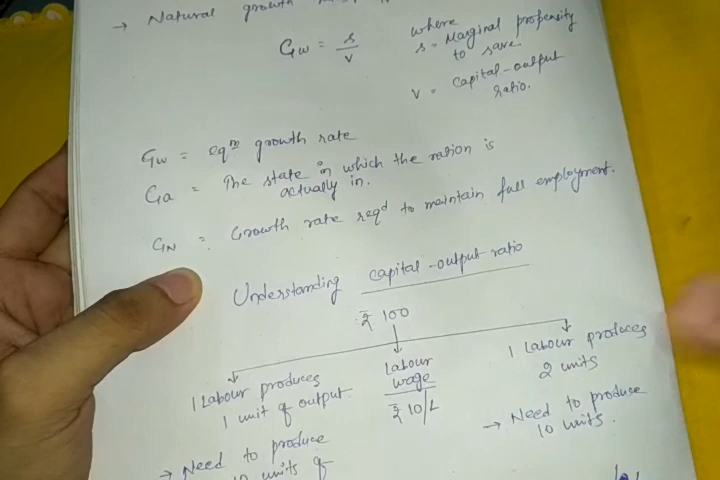 → Natural growth
Gw = s/v
where
s = Marginal propensity
to save
v = Capital-output
ratio.
Gw = eqm growth rate
Ga = The state in which the nation is
actually in.
GN = Growth rate reqd to maintain full employment.
Understanding capital-output-ratio
₹ 100
1 Labour produces
1 unit of output.
→ Need to produce
10 units of
Labour
wage
₹ 10/L
1 Labour produces
2 units
→ Need to produce
10 units.